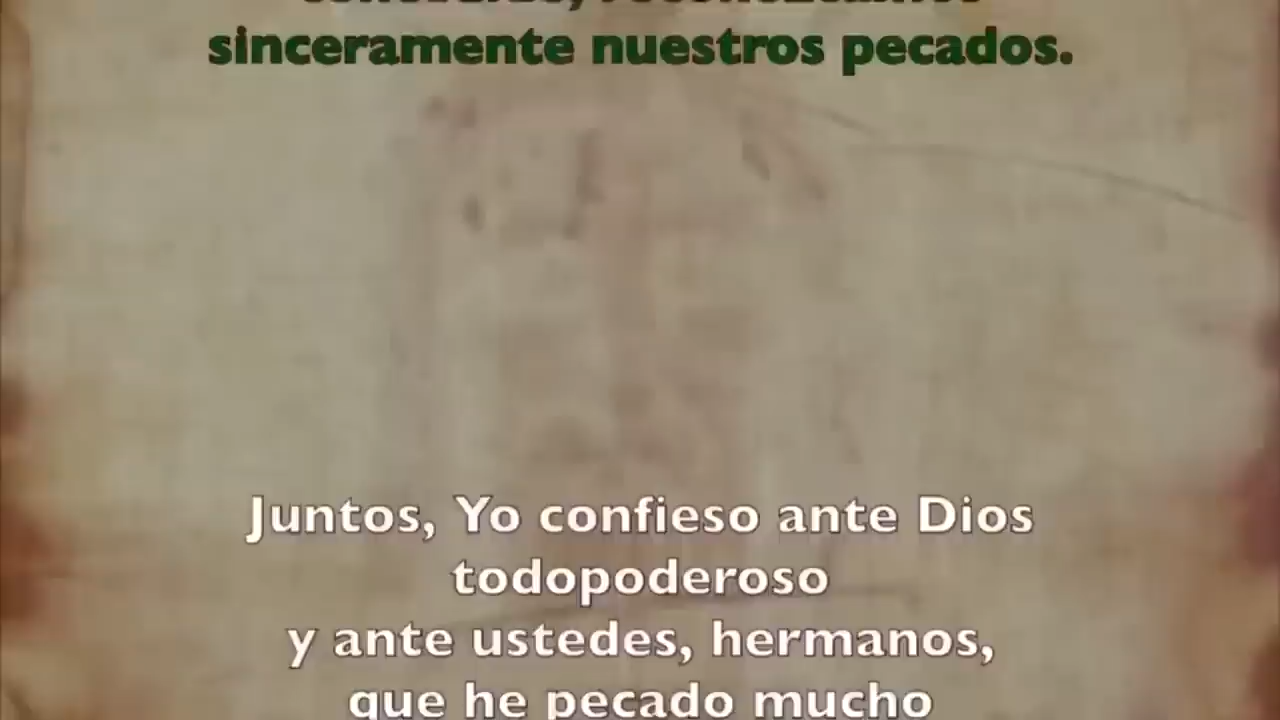 sinceramente nuestros pecados.
Juntos, Yo confieso ante Dios
todopoderoso
y ante ustedes, hermanos,
que he pecado mucho